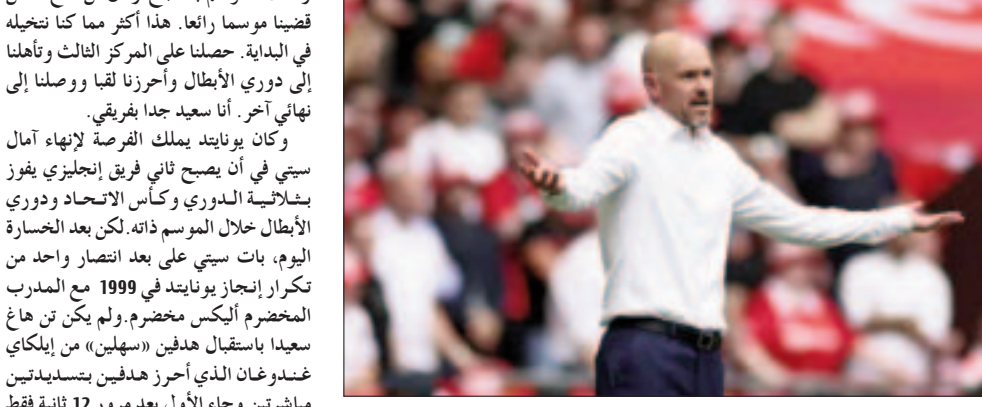 قضينا موسما رائعا. هذا أكثر مما كنا نتخيله
في البداية. حصلنا على المركز الثالث وتأهلنا
إلى دوري الأبطال وأحرزنا لقبا ووصلنا إلى
نهائي آخر. أنا سعيد جدا بفريقي.
وكان يونايتد يملك الفرصة لإنهاء آمال
سيتي في أن يصبح ثاني فريق إنجليزي يفوز
بثلاثية الدوري وكأس الاتحاد ودوري
الأبطال خلال الموسم ذاته.لكن بعد الخسارة
اليوم، بات سيتي على بعد انتصار واحد من
تكرار إنجاز يونايتد في 1999 مع المدرب
المخضرم أليكس مخضرم.ولم يكن تن هاغ
سعيدا باستقبال هدفين «سهلين» من إيلكاي
غندوغان الذي أحرز هدفين بتسديدتين
مباشرتين وجاء الأول بعد مرور 12 ثانية فقط